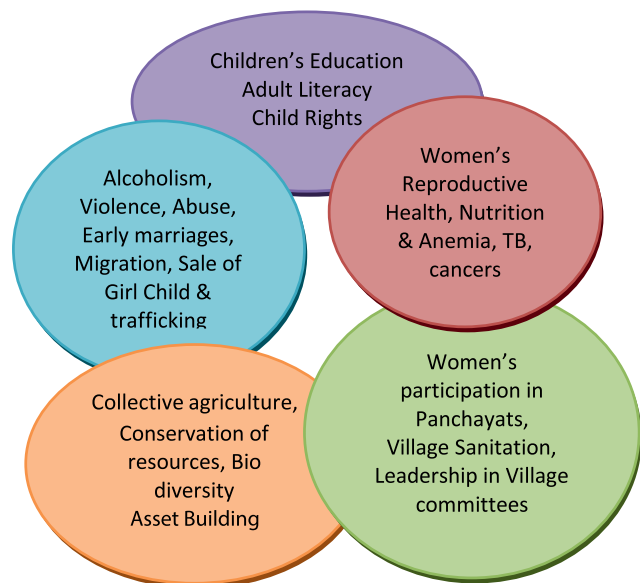 Children’s Education
Adult Literacy
Child Rights
Women’s
Reproductive
Health, Nutrition
& Anemia, TB,
cancers
Alcoholism,
Violence, Abuse,
Early marriages,
Migration, Sale of
Girl Child &
trafficking
Women’s
participation in
Panchayats,
Village Sanitation,
Leadership in Village
committees
Collective agriculture,
Conservation of
resources, Bio
diversity
Asset Building